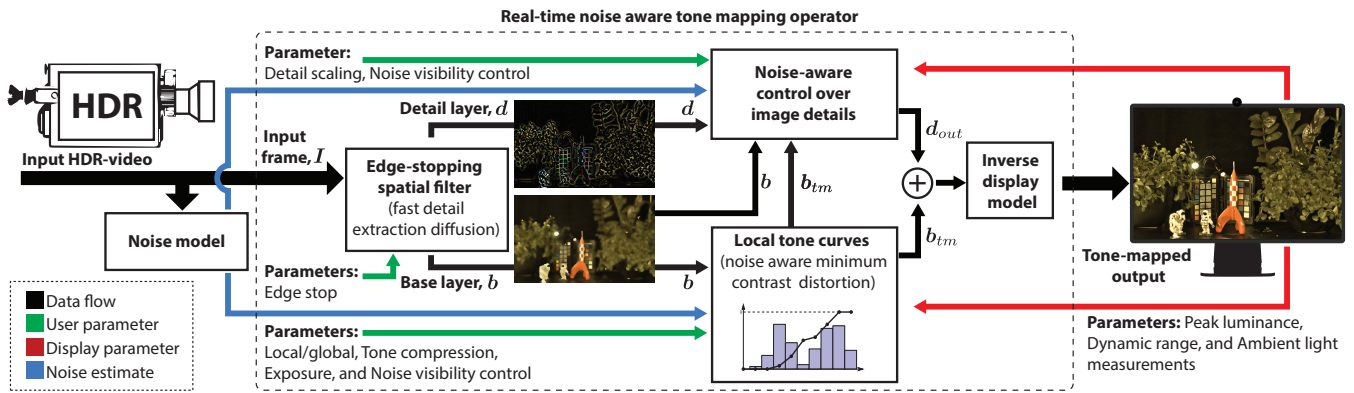 Real-time noise aware tone mapping operator
HDR
Input HDR-video
Noise model
Parameter:
Detail scaling, Noise visibility control
Input
frame, I
Edge-stopping
spatial filter
(fast detail
extraction diffusion)
Parameters:
Edge stop
Detail layer, d
d
Base layer, b
b
b
b_tm
Noise-aware
control over
image details
Local tone curves
(noise aware minimum
contrast distortion)
Parameters:
Local/global, Tone compression,
Exposure, and Noise visibility control
d_out
+
b_tm
Inverse
display
model
Tone-mapped
output
Parameters: Peak luminance,
Dynamic range, and Ambient light
measurements
Data flow
User parameter
Display parameter
Noise estimate